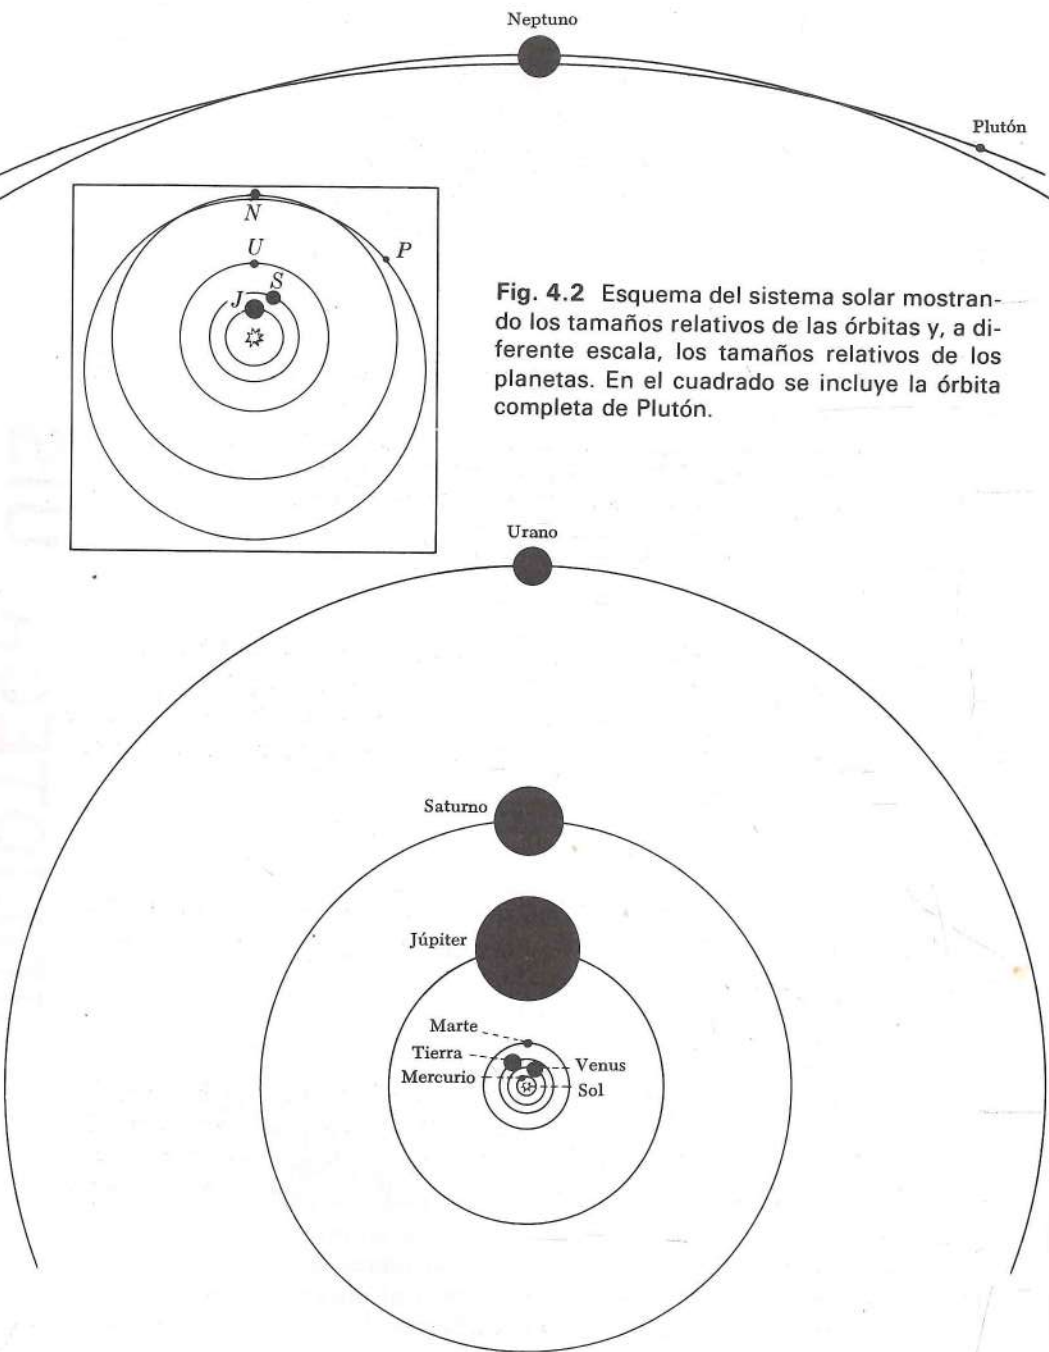 Neptuno
Plutón
N
U
P
S
J
Fig. 4.2 Esquema del sistema solar mostran-
do los tamaños relativos de las órbitas y, a di-
ferente escala, los tamaños relativos de los
planetas. En el cuadrado se incluye la órbita
completa de Plutón.
Urano
Saturno
Júpiter
Marte
Tierra
Venus
Mercurio
Sol